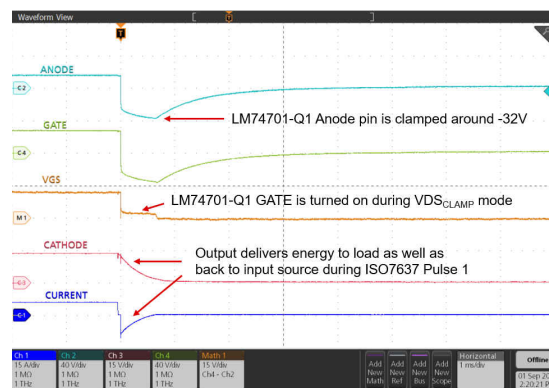 Waveform View
T
ANODE
C2
LM74701-Q1 Anode pin is clamped around -32V
GATE
C4
VGS
LM74701-Q1 GATE is turned on during VDSCLAMP mode
M1
CATHODE
Output delivers energy to load as well as
back to input source during ISO7637 Pulse 1
C3
CURRENT
C1
Ch 1 Ch 2 Ch 3 Ch 4 Math 1
15 A/div 40 V/div 15 V/div 40 V/div 15 V/div
1 MΩ 1 MΩ 1 MΩ 1 MΩ Ch4 - Ch2
1 THz 1 THz 1 THz 1 THz
Add New Math
Add New Ref
Add New Bus
Add New Scope
Horizontal
1 ms/div
Offline
01 Sep 20
2:20:21